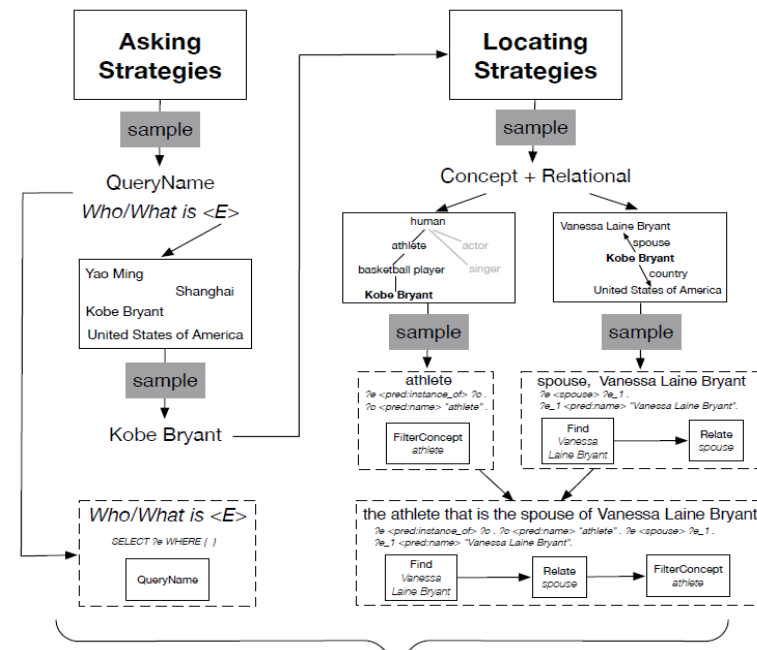 Asking
Strategies
sample
QueryName
Who/What is <E>
Yao Ming
Shanghai
Kobe Bryant
United States of America
sample
Kobe Bryant
Who/What is <E>
SELECT ?e WHERE { }
QueryName
Locating
Strategies
sample
Concept + Relational
human
athlete
actor
basketball player
singer
Kobe Bryant
Vanessa Laine Bryant
spouse
Kobe Bryant
country
United States of America
sample
sample
athlete
?e <pred:instance_of> ?c .
?c <pred:name> "athlete" .
FilterConcept
athlete
spouse, Vanessa Laine Bryant
?e <spouse> ?e_1 .
?e_1 <pred:name> "Vanessa Laine Bryant".
Find
Vanessa
Laine Bryant
Relate
spouse
the athlete that is the spouse of Vanessa Laine Bryant
?e <pred:instance_of> ?c . ?c <pred:name> "athlete" . ?e <spouse> ?e_1 .
?e_1 <pred:name> "Vanessa Laine Bryant".
Find
Vanessa
Laine Bryant
Relate
spouse
FilterConcept
athlete